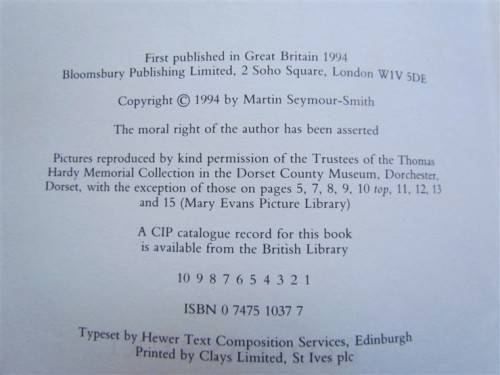 First published in Great Britain 1994
Bloomsbury Publishing Limited, 2 Soho Square, London W1V 5DE
Copyright © 1994 by Martin Seymour-Smith
The moral right of the author has been asserted
Pictures reproduced by kind permission of the Trustees of the Thomas
Hardy Memorial Collection in the Dorset County Museum, Dorchester,
Dorset, with the exception of those on pages 5, 7, 8, 9, 10 top, 11, 12, 13
and 15 (Mary Evans Picture Library)
A CIP catalogue record for this book
is available from the British Library
10 9 8 7 6 5 4 3 2 1
ISBN 0 7475 1037 7
Typeset by Hewer Text Composition Services, Edinburgh
Printed by Clays Limited, St Ives plc